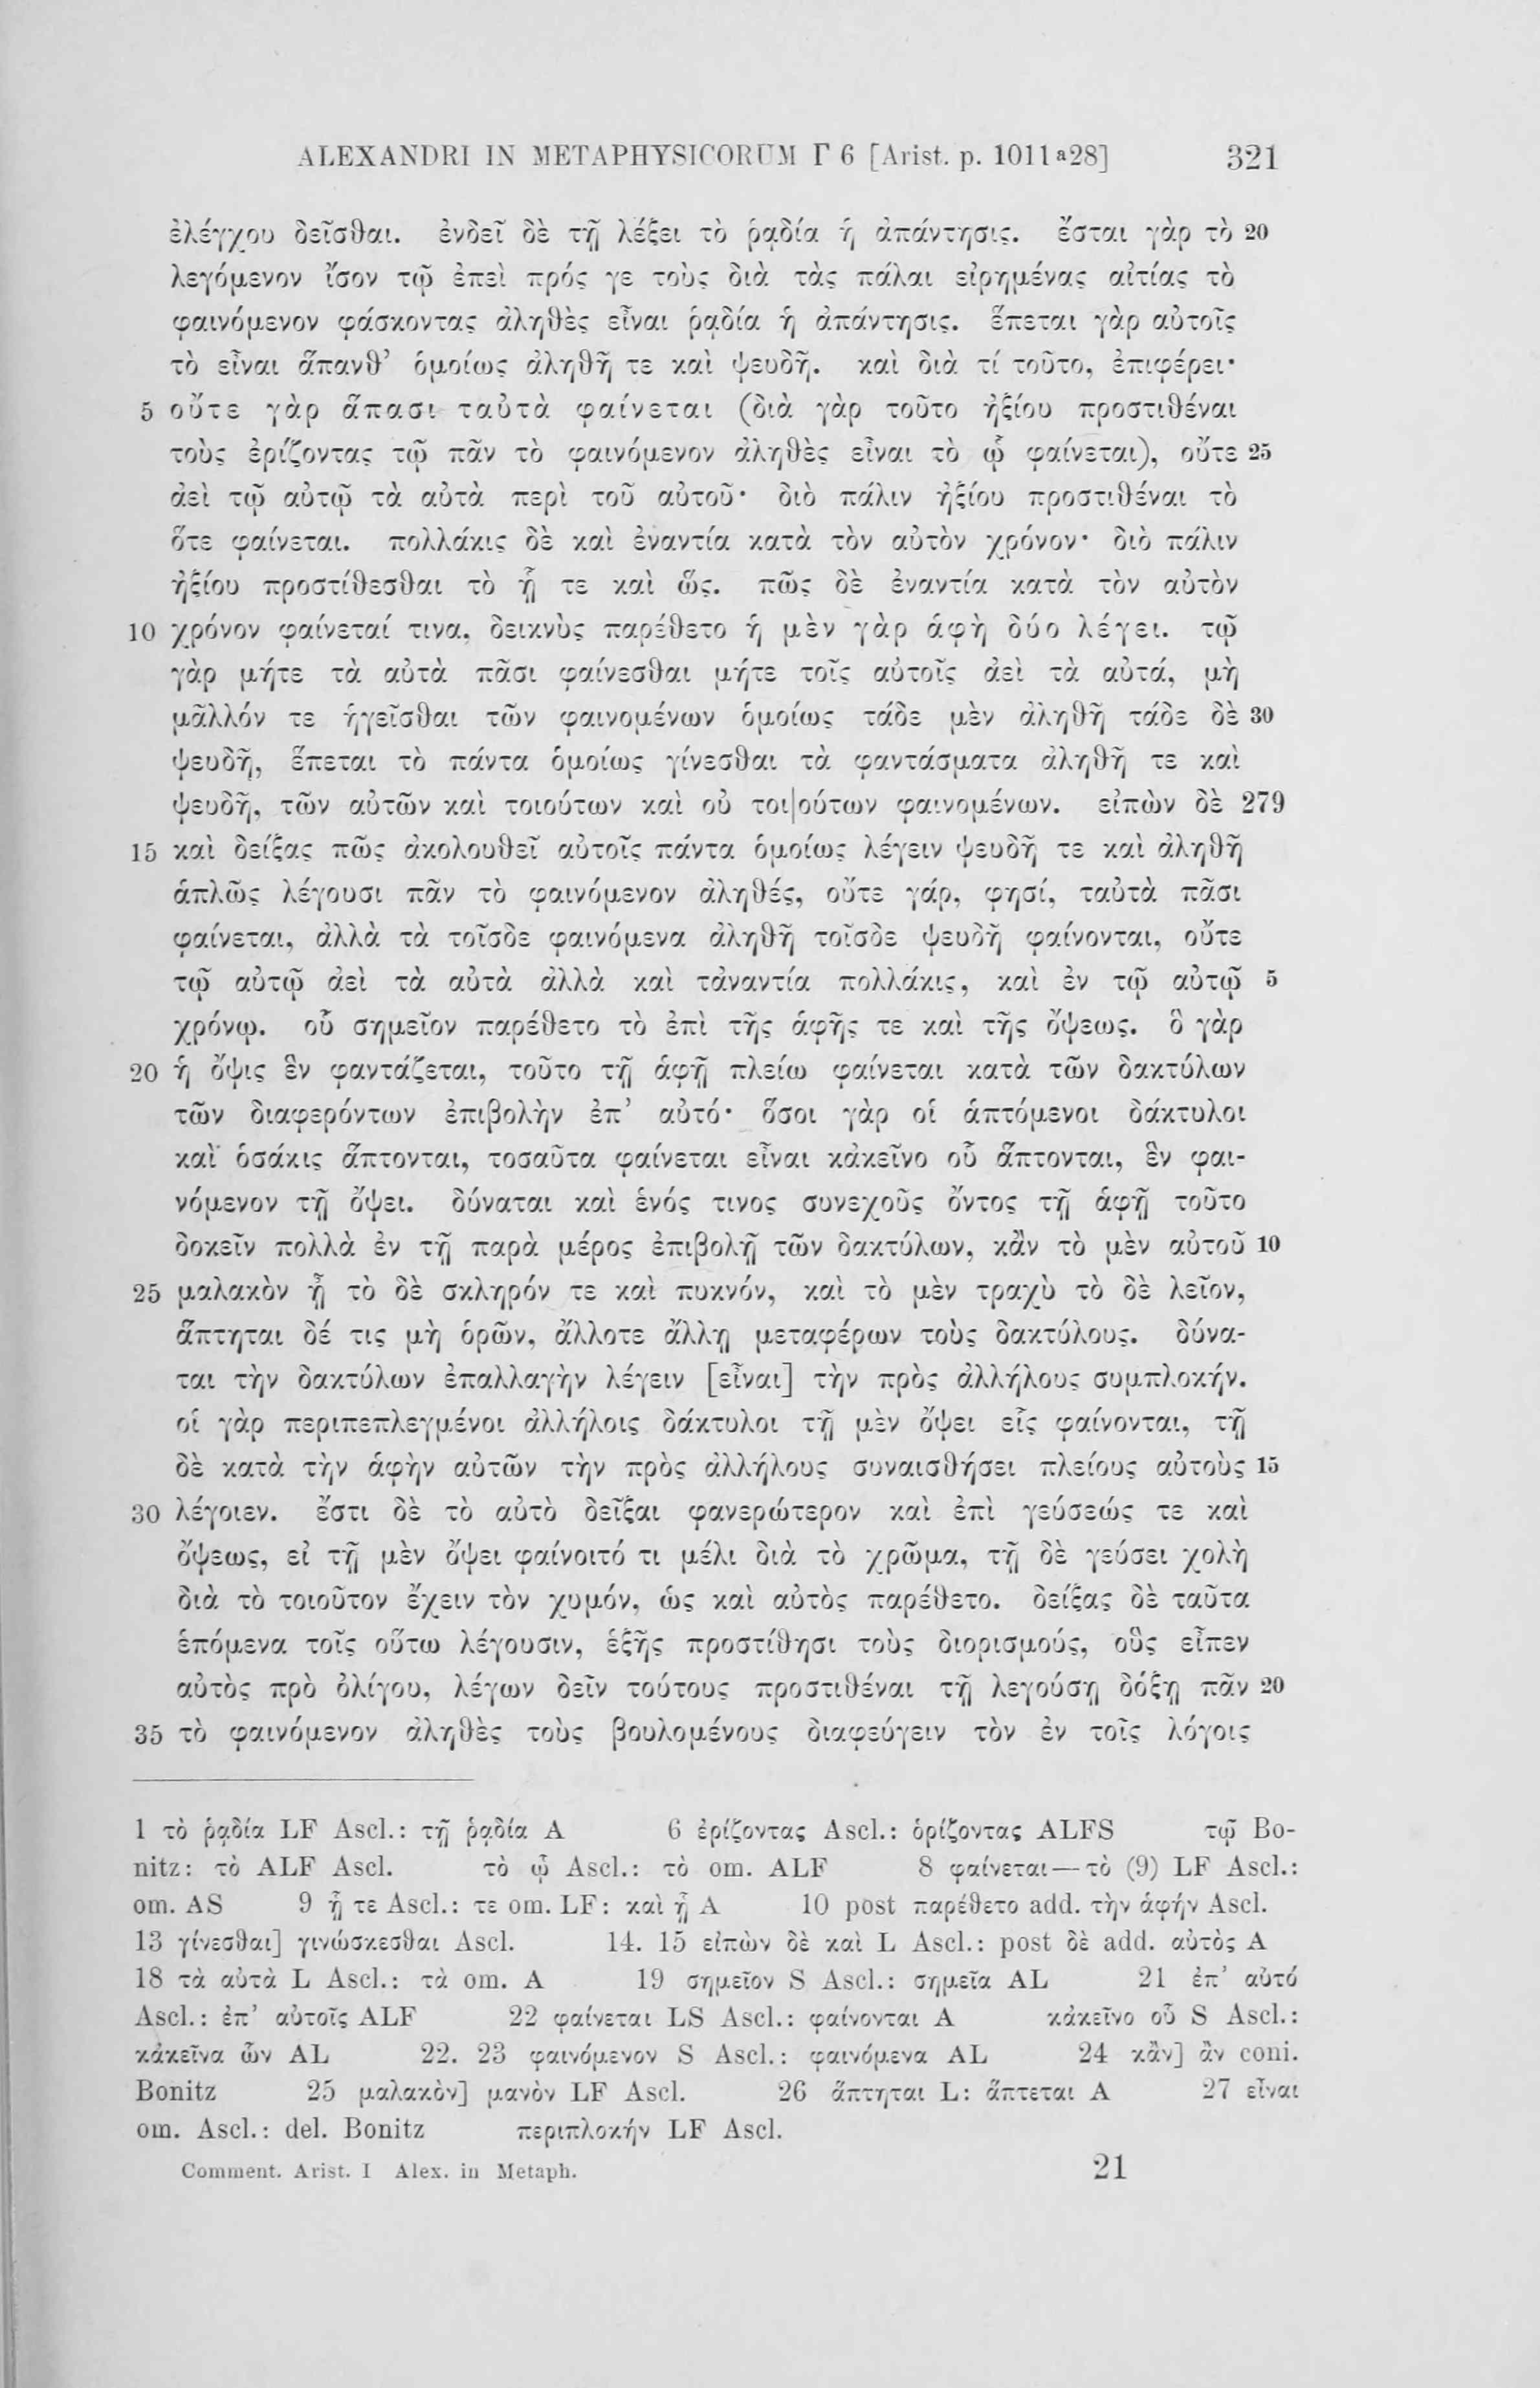 ALEXANDRI IN METAPHYSICORUM Γ 6 [Arist. p. 1011ᵃ28] 321
ἐλέγχου δεῖσθαι. ἐνδεῖ δὲ τῇ λέξει τὸ ῥᾳδία ἡ ἀπάντησις. ἔσται γὰρ τὸ 20
λεγόμενον ἴσον τῷ ἐπεὶ πρός γε τοὺς διὰ τὰς πάλαι εἰρημένας αἰτίας τὸ
φαινόμενον φάσκοντας ἀληθὲς εἶναι ῥᾳδία ἡ ἀπάντησις. ἕπεται γὰρ αὐτοῖς
τὸ εἶναι ἅπανθ’ ὁμοίως ἀληθῆ τε καὶ ψευδῆ. καὶ διὰ τί τοῦτο, ἐπιφέρει·
5 οὔτε γὰρ ἅπασι ταὐτὰ φαίνεται (διὰ γὰρ τοῦτο ἠξίου προστιθέναι
τοὺς ἐρίζοντας τῷ πᾶν τὸ φαινόμενον ἀληθὲς εἶναι τὸ ᾧ φαίνεται), οὔτε 25
ἀεὶ τῷ αὐτῷ τὰ αὐτὰ περὶ τοῦ αὐτοῦ· διὸ πάλιν ἠξίου προστιθέναι τὸ
ὅτε φαίνεται. πολλάκις δὲ καὶ ἐναντία κατὰ τὸν αὐτὸν χρόνον· διὸ πάλιν
ἠξίου προστίθεσθαι τὸ ᾗ τε καὶ ὥς. πῶς δὲ ἐναντία κατὰ τὸν αὐτὸν
10 χρόνον φαίνεταί τινα, δεικνὺς παρέθετο ἡ μὲν γὰρ ἁφὴ δύο λέγει. τῷ
γὰρ μήτε τὰ αὐτὰ πᾶσι φαίνεσθαι μήτε τοῖς αὐτοῖς ἀεὶ τὰ αὐτά, μὴ
μᾶλλόν τε ἡγεῖσθαι τῶν φαινομένων ὁμοίως τάδε μὲν ἀληθῆ τάδε δὲ 30
ψευδῆ, ἕπεται τὸ πάντα ὁμοίως γίνεσθαι τὰ φαντάσματα ἀληθῆ τε καὶ
ψευδῆ, τῶν αὐτῶν καὶ τοιούτων καὶ οὐ τοι|ούτων φαινομένων. εἰπὼν δὲ 279
15 καὶ δείξας πῶς ἀκολουθεῖ αὐτοῖς πάντα ὁμοίως λέγειν ψευδῆ τε καὶ ἀληθῆ
ἁπλῶς λέγουσι πᾶν τὸ φαινόμενον ἀληθές, οὔτε γάρ, φησί, ταὐτὰ πᾶσι
φαίνεται, ἀλλὰ τὰ τοῖσδε φαινόμενα ἀληθῆ τοῖσδε ψευδῆ φαίνονται, οὔτε
τῷ αὐτῷ ἀεὶ τὰ αὐτὰ ἀλλὰ καὶ τἀναντία πολλάκις, καὶ ἐν τῷ αὐτῷ 5
χρόνῳ. οὗ σημεῖον παρέθετο τὸ ἐπὶ τῆς ἁφῆς τε καὶ τῆς ὄψεως. ὃ γὰρ
20 ἡ ὄψις ἓν φαντάζεται, τοῦτο τῇ ἁφῇ πλείω φαίνεται κατὰ τῶν δακτύλων
τῶν διαφερόντων ἐπιβολὴν ἐπ’ αὐτό· ὅσοι γὰρ οἱ ἁπτόμενοι δάκτυλοι
καὶ ὁσάκις ἅπτονται, τοσαῦτα φαίνεται εἶναι κἀκεῖνο οὗ ἅπτονται, ἓν φαι-
νόμενον τῇ ὄψει. δύναται καὶ ἑνός τινος συνεχοῦς ὄντος τῇ ἁφῇ τοῦτο
δοκεῖν πολλὰ ἐν τῇ παρὰ μέρος ἐπιβολῇ τῶν δακτύλων, κἂν τὸ μὲν αὐτοῦ 10
25 μαλακὸν ᾖ τὸ δὲ σκληρόν τε καὶ πυκνόν, καὶ τὸ μὲν τραχὺ τὸ δὲ λεῖον,
ἅπτηται δέ τις μὴ ὁρῶν, ἄλλοτε ἄλλῃ μεταφέρων τοὺς δακτύλους. δύνα-
ται τὴν δακτύλων ἐπαλλαγὴν λέγειν [εἶναι] τὴν πρὸς ἀλλήλους συμπλοκήν.
οἱ γὰρ περιπεπλεγμένοι ἀλλήλοις δάκτυλοι τῇ μὲν ὄψει εἷς φαίνονται, τῇ
δὲ κατὰ τὴν ἁφὴν αὐτῶν τὴν πρὸς ἀλλήλους συναισθήσει πλείους αὐτοὺς 15
30 λέγοιεν. ἔστι δὲ τὸ αὐτὸ δεῖξαι φανερώτερον καὶ ἐπὶ γεύσεώς τε καὶ
ὄψεως, εἰ τῇ μὲν ὄψει φαίνοιτό τι μέλι διὰ τὸ χρῶμα, τῇ δὲ γεύσει χολὴ
διὰ τὸ τοιοῦτον ἔχειν τὸν χυμόν, ὡς καὶ αὐτὸς παρέθετο. δείξας δὲ ταῦτα
ἑπόμενα τοῖς οὕτω λέγουσιν, ἑξῆς προστίθησι τοὺς διορισμούς, οὓς εἶπεν
αὐτὸς πρὸ ὀλίγου, λέγων δεῖν τούτους προστιθέναι τῇ λεγούσῃ δόξῃ πᾶν 20
35 τὸ φαινόμενον ἀληθὲς τοὺς βουλομένους διαφεύγειν τὸν ἐν τοῖς λόγοις
1 τὸ ῥᾳδία LF Ascl.: τῇ ῥᾳδία A 6 ἐρίζοντας Ascl.: ὁρίζοντας ALFS τῷ Bo-
nitz: τὸ ALF Ascl. τὸ ᾧ Ascl.: τὸ om. ALF 8 φαίνεται—τὸ (9) LF Ascl.:
om. AS 9 ᾗ τε Ascl.: τε om. LF: καὶ ᾗ A 10 post παρέθετο add. τὴν ἁφήν Ascl.
13 γίνεσθαι] γινώσκεσθαι Ascl. 14. 15 εἰπὼν δὲ καὶ L Ascl.: post δὲ add. αὐτὸς A
18 τὰ αὐτὰ L Ascl.: τὰ om. A 19 σημεῖον S Ascl.: σημεῖα AL 21 ἐπ’ αὐτό
Ascl.: ἐπ’ αὐτοῖς ALF 22 φαίνεται LS Ascl.: φαίνονται A κἀκεῖνο οὗ S Ascl.:
κἀκεῖνα ὧν AL 22. 23 φαινόμενον S Ascl.: φαινόμενα AL 24 κἂν] ἂν coni.
Bonitz 25 μαλακὸν] μανὸν LF Ascl. 26 ἅπτηται L: ἅπτεται A 27 εἶναι
om. Ascl.: del. Bonitz περιπλοκήν LF Ascl.
Comment. Arist. I Alex. in Metaph. 21